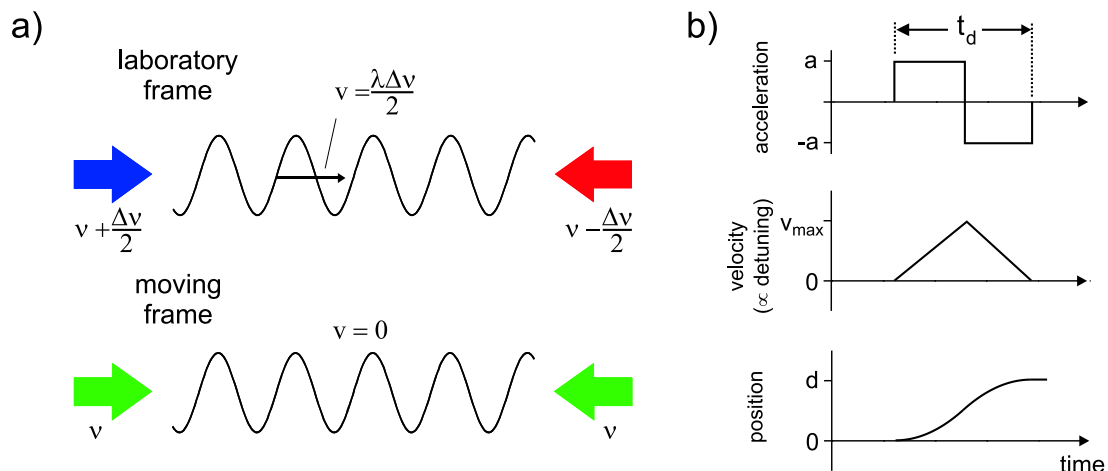 a)
laboratory
frame
v = λΔν/2
ν + Δν/2
ν − Δν/2
moving
frame
v = 0
ν
ν
b)
t_d
acceleration
a
-a
velocity
(∝ detuning)
v_max
0
position
d
0
time